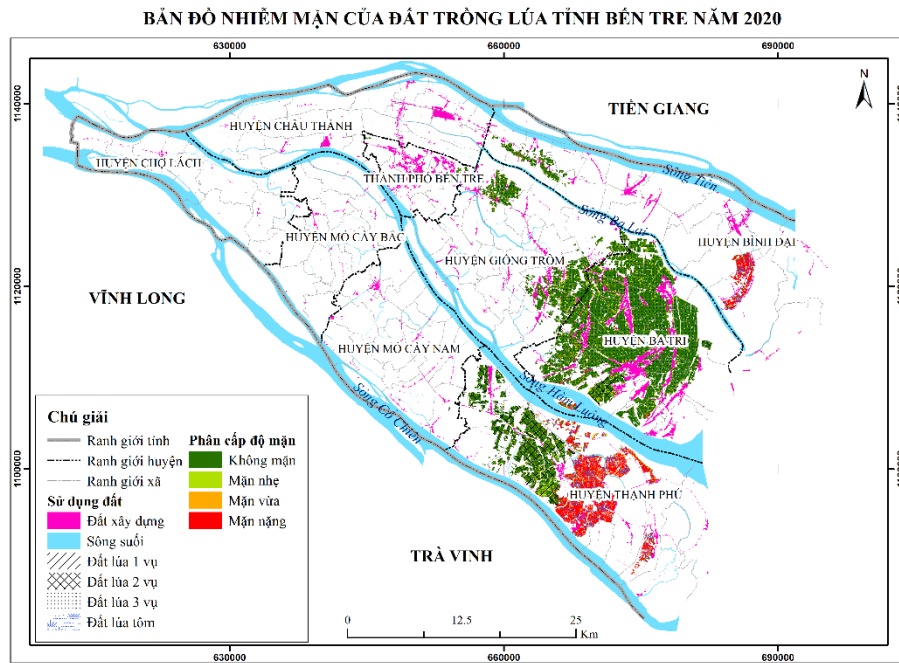 BẢN ĐỒ NHIỄM MẶN CỦA ĐẤT TRỒNG LÚA TỈNH BẾN TRE NĂM 2020
630000 660000 690000
N
1140000
TIỀN GIANG
HUYỆN CHÂU THÀNH
HUYỆN CHỢ LÁCH
THÀNH PHỐ BẾN TRE
Sông Tiền
Sông Ba Lai
HUYỆN MỎ CÀY BẮC
HUYỆN BÌNH ĐẠI
HUYỆN GIỒNG TRÔM
1120000
VĨNH LONG
HUYỆN BA TRI
HUYỆN MỎ CÀY NAM
Sông Hàm Luông
Sông Cổ Chiên
1100000
HUYỆN THẠNH PHÚ
TRÀ VINH
Chú giải
Ranh giới tỉnh
Ranh giới huyện
Ranh giới xã
Sử dụng đất
Đất xây dựng
Sông suối
Đất lúa 1 vụ
Đất lúa 2 vụ
Đất lúa 3 vụ
Đất lúa tôm
Phân cấp độ mặn
Không mặn
Mặn nhẹ
Mặn vừa
Mặn nặng
0 12.5 25
Km
630000 660000 690000